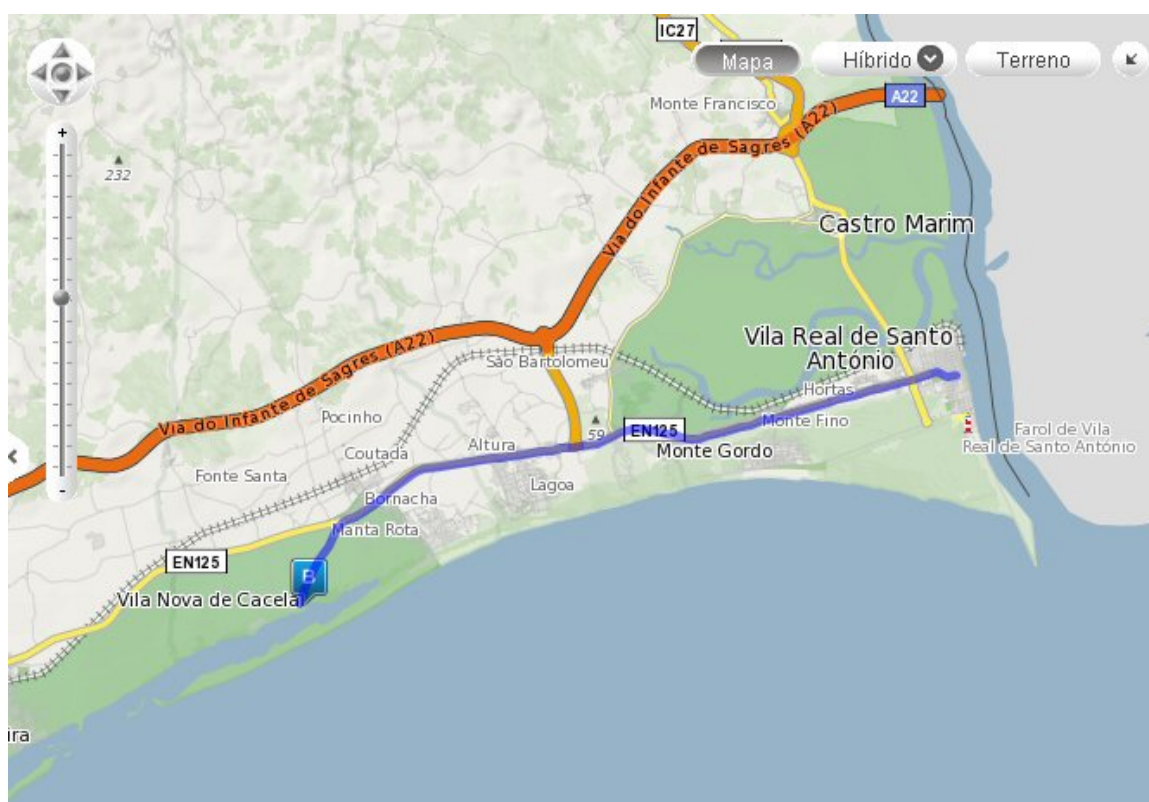 IC27
Mapa
Híbrido
Terreno
A22
Monte Francisco
+
232
Via do Infante de Sagres (A22)
Castro Marim
Vila Real de Santo
António
Via do Infante de Sagres (A22)
São Bartolomeu
Hortas
Pocinho
59
EN125
Monte Fino
Farol de Vila
Real de Santo António
Altura
Coutada
Monte Gordo
Fonte Santa
Lagoa
-
Bornacha
Manta Rota
EN125
B
Vila Nova de Cacela
ira